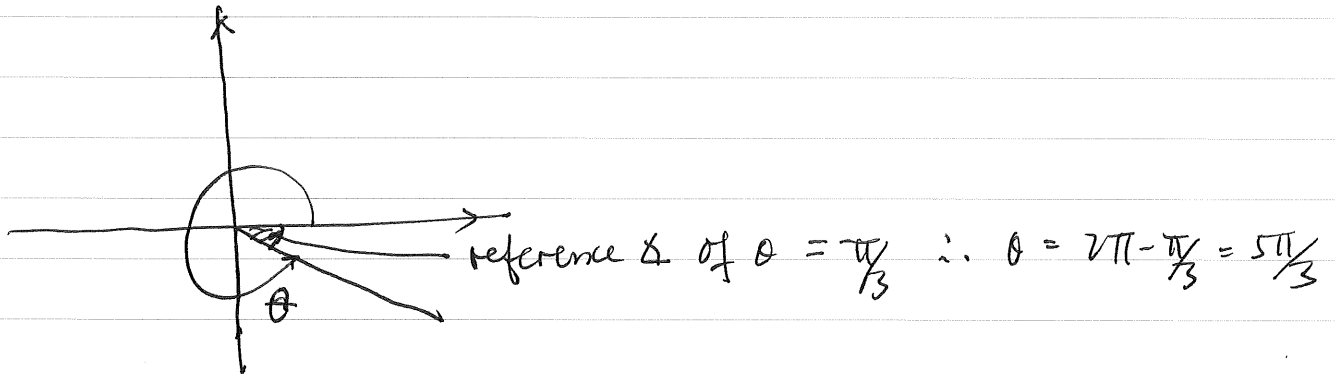 reference ∡ of θ = π/3 ∴ θ = 2π - π/3 = 5π/3
θ